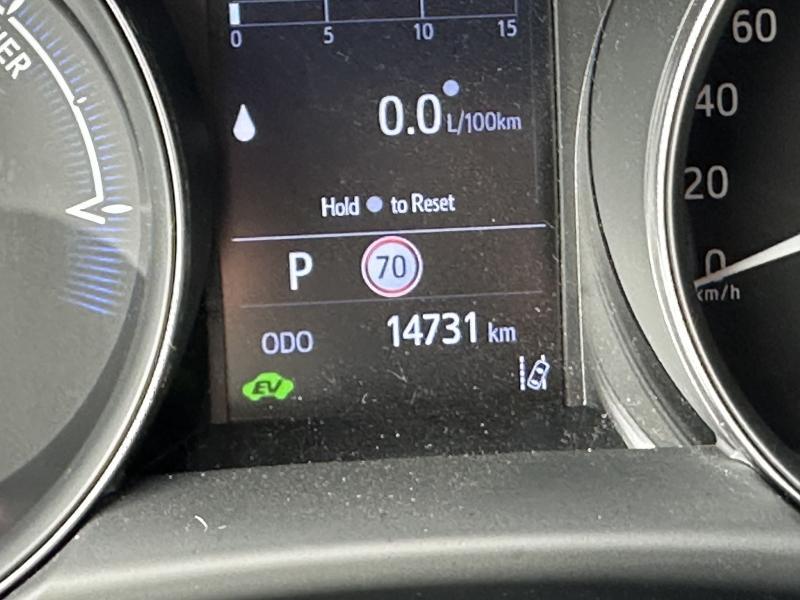 0 5 10 15
0.0 L/100km
Hold ● to Reset
P 70
ODO 14731 km
EV
60
40
20
0
km/h